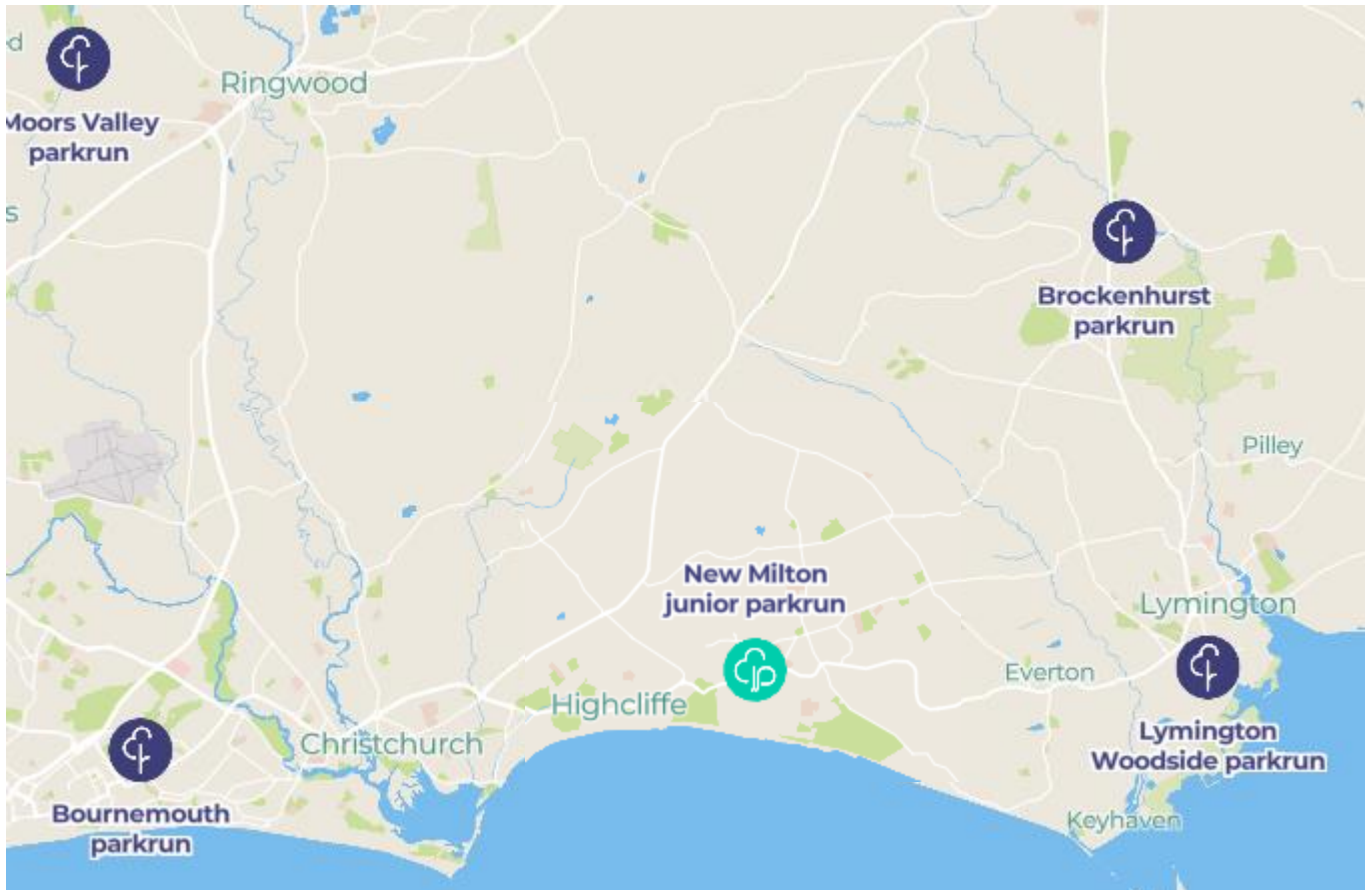 Ringwood
Moors Valley
parkrun
Brockenhurst
parkrun
Pilley
New Milton
junior parkrun
Lymington
Everton
Highcliffe
Christchurch
Lymington
Woodside parkrun
Bournemouth
parkrun
Keyhaven